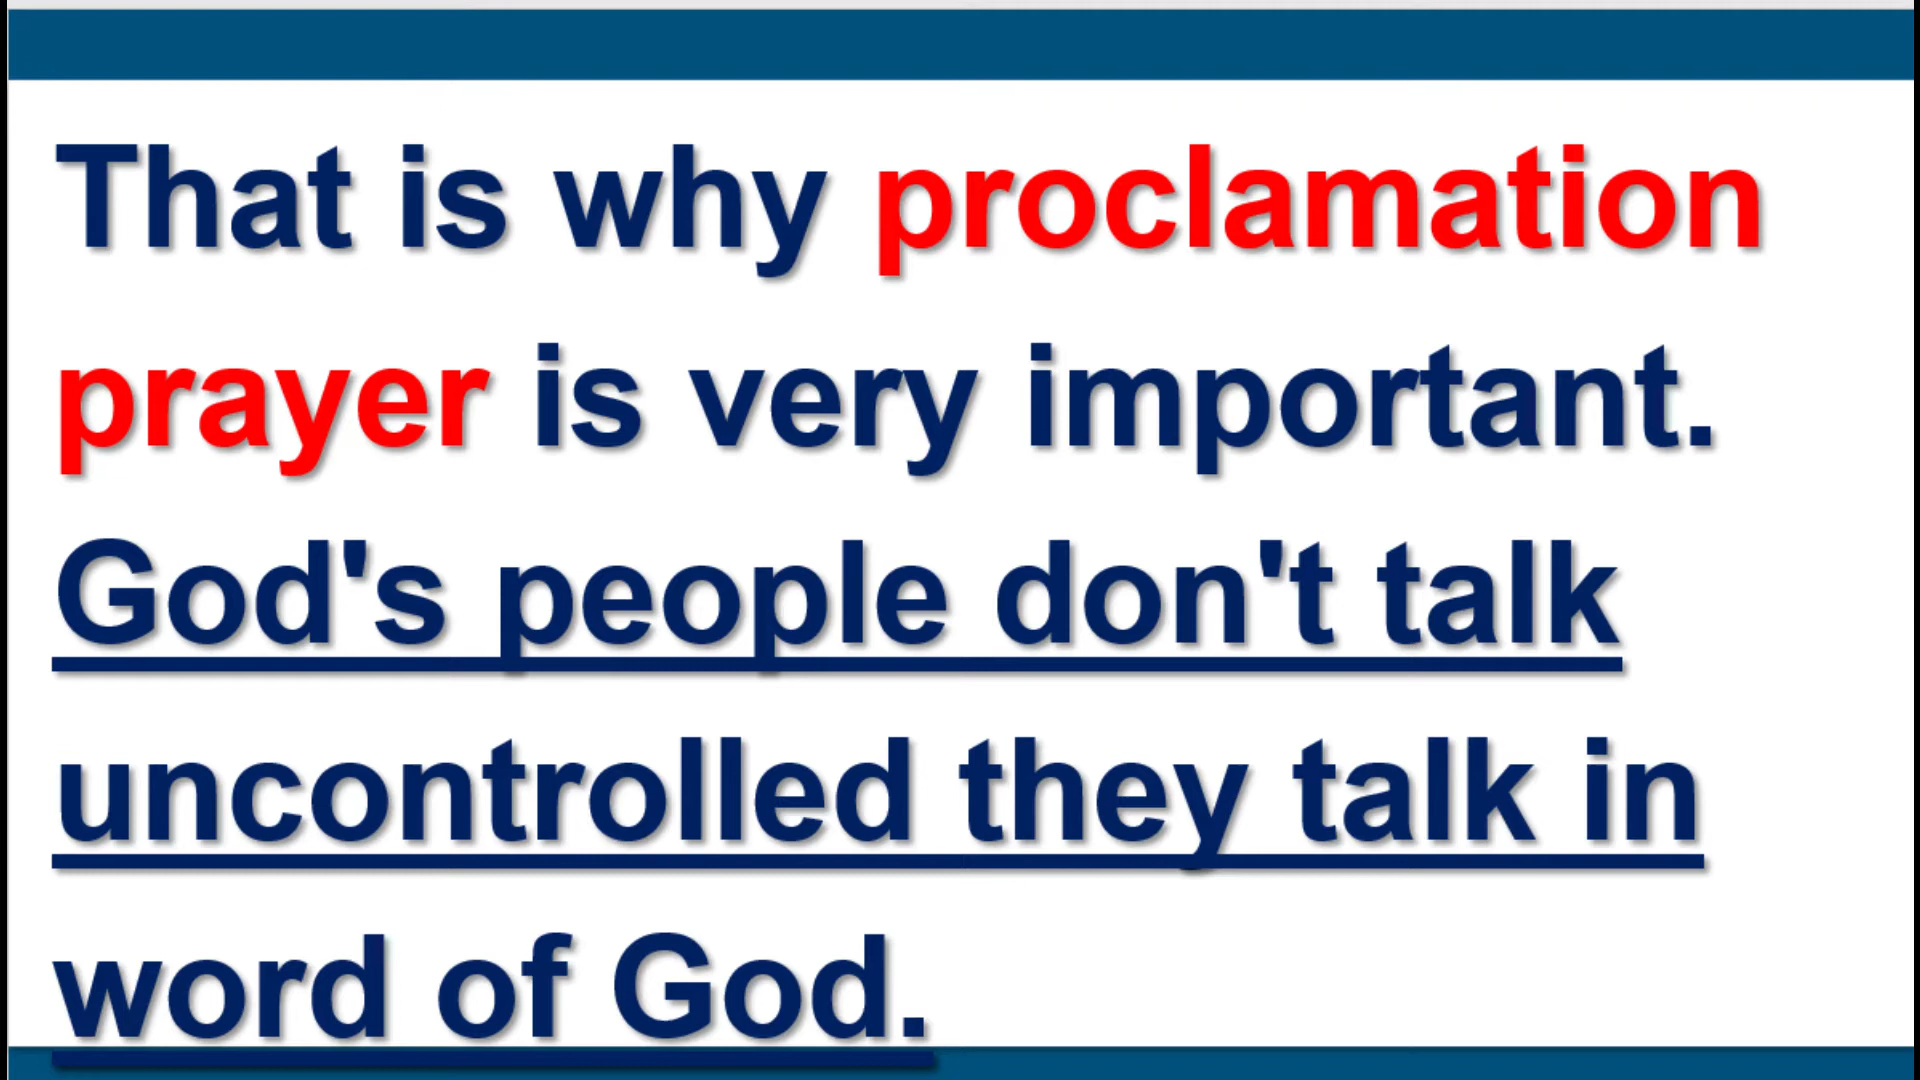 That is why proclamation
prayer is very important.
God's people don't talk
uncontrolled they talk in
word of God.